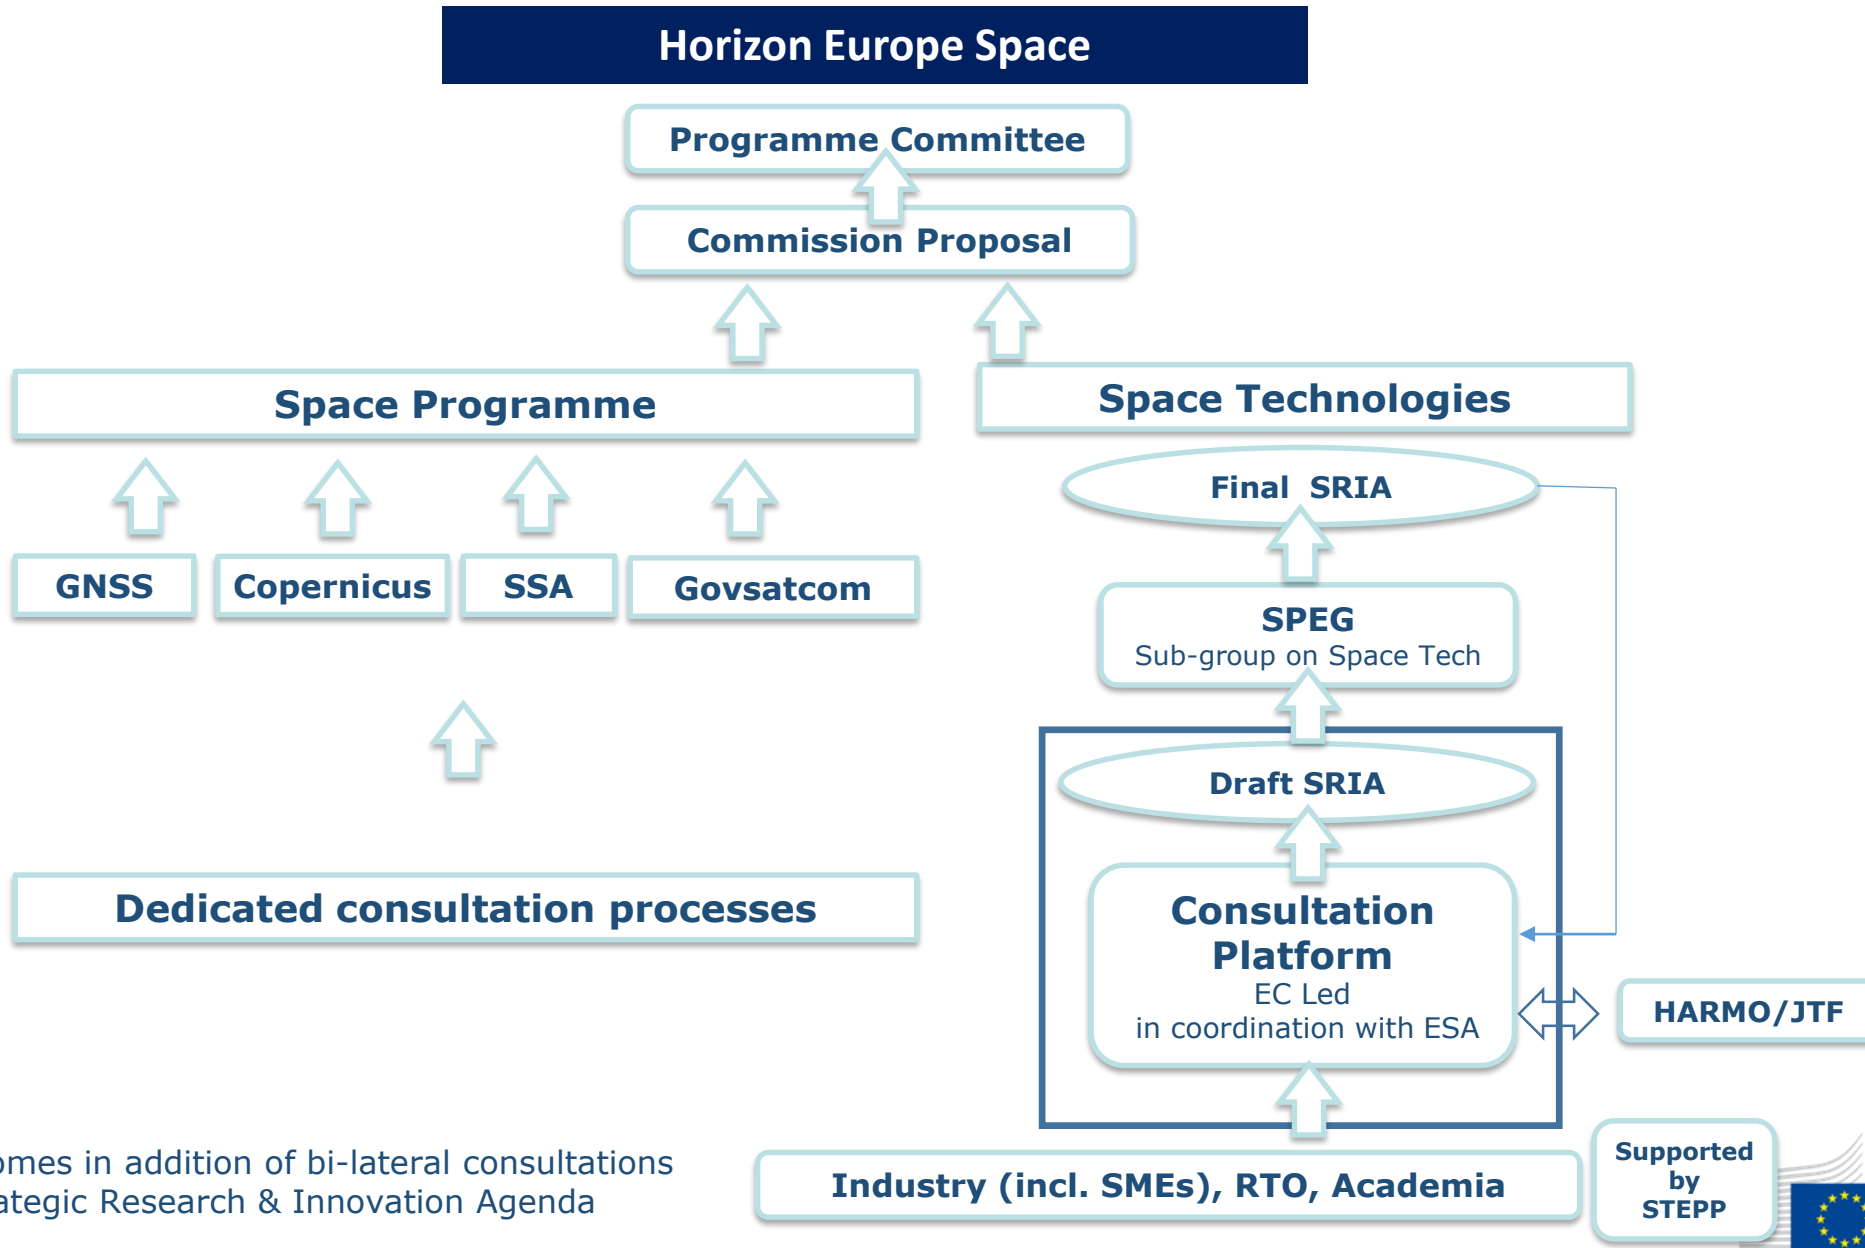 Horizon Europe Space
Programme Committee
Commission Proposal
Space Programme
Space Technologies
Final SRIA
GNSS
Copernicus
SSA
Govsatcom
SPEG
Sub-group on Space Tech
Draft SRIA
Dedicated consultation processes
Consultation
Platform
EC Led
in coordination with ESA
HARMO/JTF
in addition of bi-lateral consultations
Research & Innovation Agenda
Industry (incl. SMEs), RTO, Academia
Supported
by
STEPP